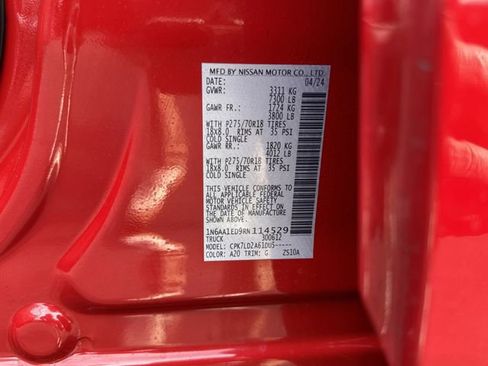 MFD BY NISSAN MOTOR CO., LTD.
DATE: 04/24
GVWR: 3311 KG
7300 LB
GAWR FR.: 1724 KG
3800 LB
WITH P275/70R18 TIRES
18X8.0 RIMS AT 35 PSI
COLD SINGLE
GAWR RR.: 1820 KG
4012 LB
WITH P275/70R18 TIRES
18X8.0 RIMS AT 35 PSI
COLD SINGLE
THIS VEHICLE CONFORMS TO
ALL APPLICABLE FEDERAL
MOTOR VEHICLE SAFETY
STANDARDS IN EFFECT ON
THE DATE OF MANUFACTURE
SHOWN ABOVE.
1N6AA1ED9RN114529
TRUCK 300612
MODEL: CPK7LD2A61DU5-----
COLOR: A20 TRIM: G ZS10A